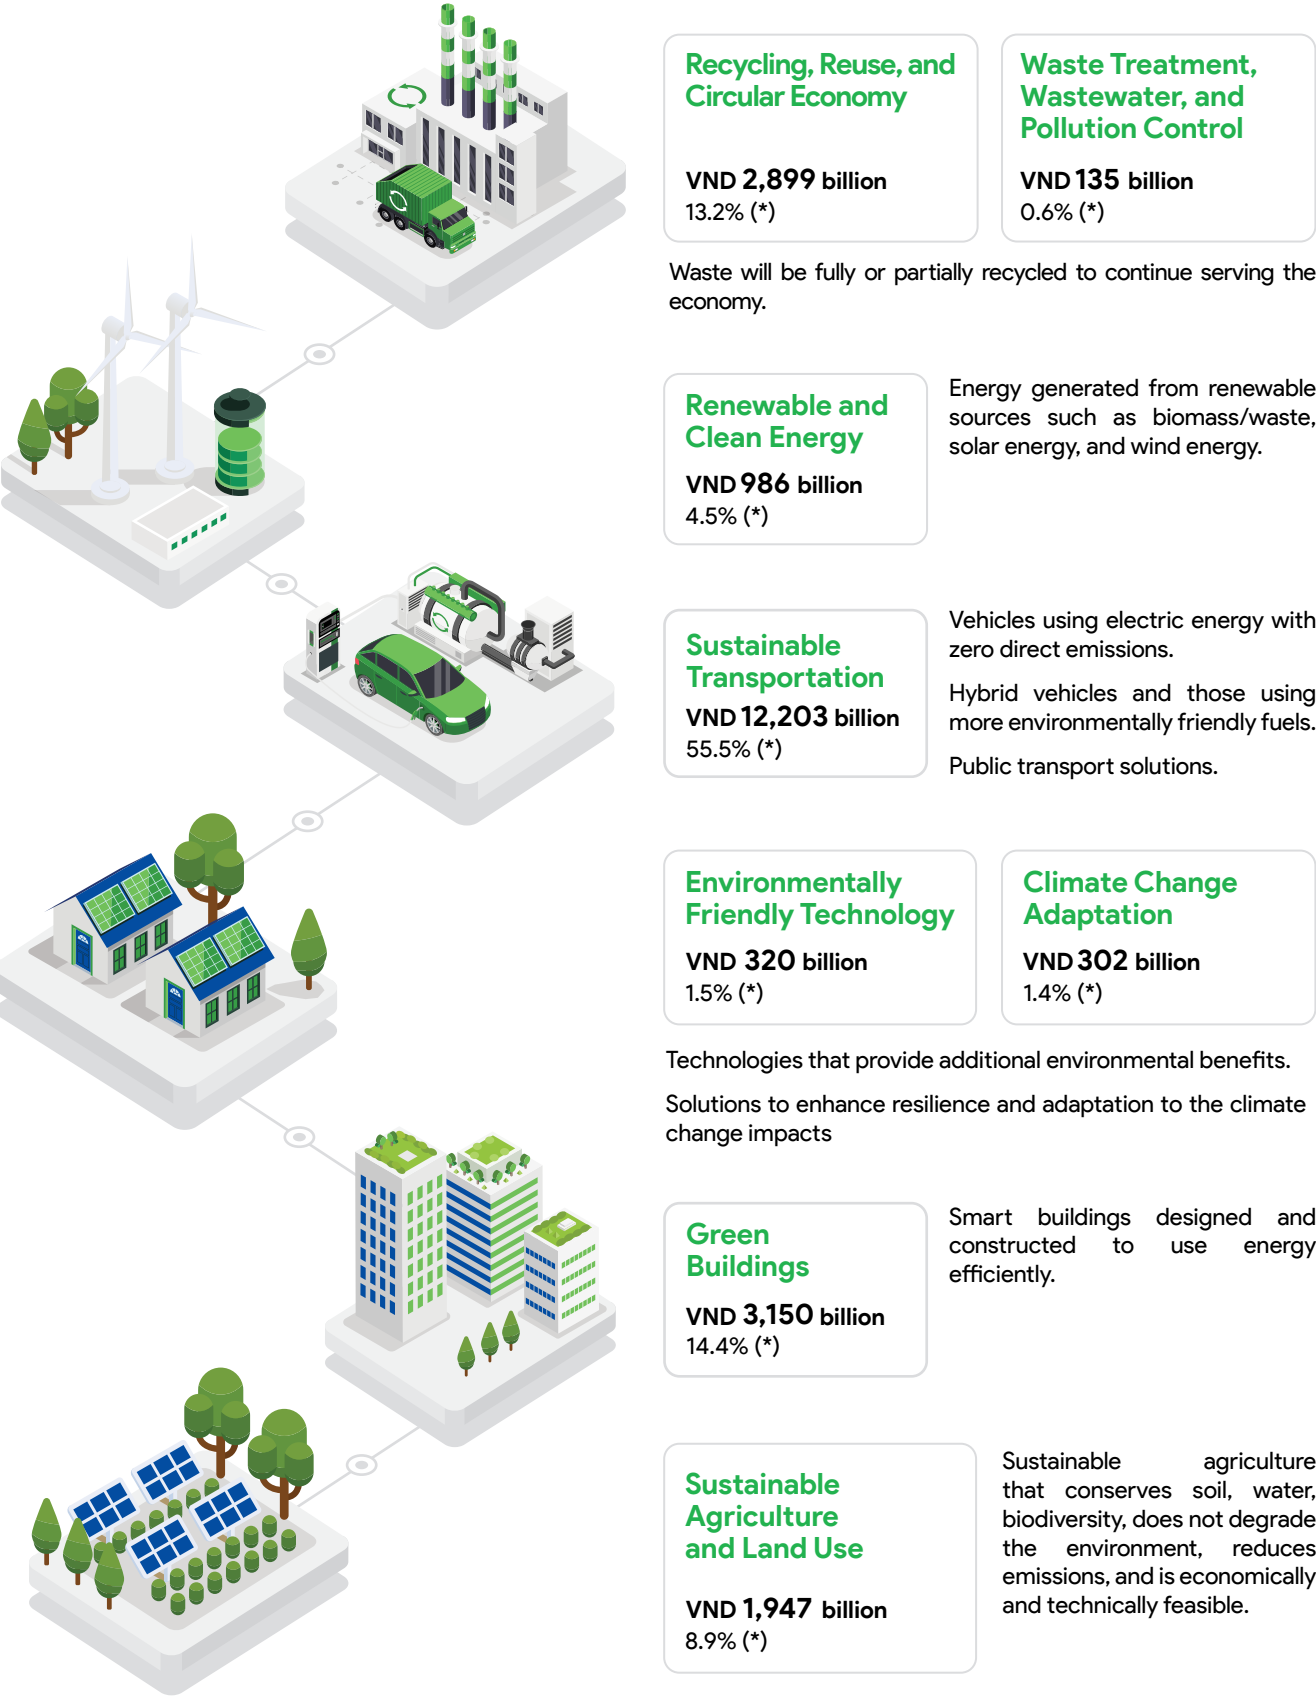 Recycling, Reuse, and
Circular Economy
VND 2,899 billion
13.2% (*)
Waste Treatment,
Wastewater, and
Pollution Control
VND 135 billion
0.6% (*)
Waste will be fully or partially recycled to continue serving the
economy.
Renewable and
Clean Energy
VND 986 billion
4.5% (*)
Energy generated from renewable
sources such as biomass/waste,
solar energy, and wind energy.
Sustainable
Transportation
VND 12,203 billion
55.5% (*)
Vehicles using electric energy with
zero direct emissions.
Hybrid vehicles and those using
more environmentally friendly fuels.
Public transport solutions.
Environmentally
Friendly Technology
VND 320 billion
1.5% (*)
Climate Change
Adaptation
VND 302 billion
1.4% (*)
Technologies that provide additional environmental benefits.
Solutions to enhance resilience and adaptation to the climate
change impacts
Green
Buildings
VND 3,150 billion
14.4% (*)
Smart buildings designed and
constructed to use energy
efficiently.
Sustainable
Agriculture
and Land Use
VND 1,947 billion
8.9% (*)
Sustainable agriculture
that conserves soil, water,
biodiversity, does not degrade
the environment, reduces
emissions, and is economically
and technically feasible.